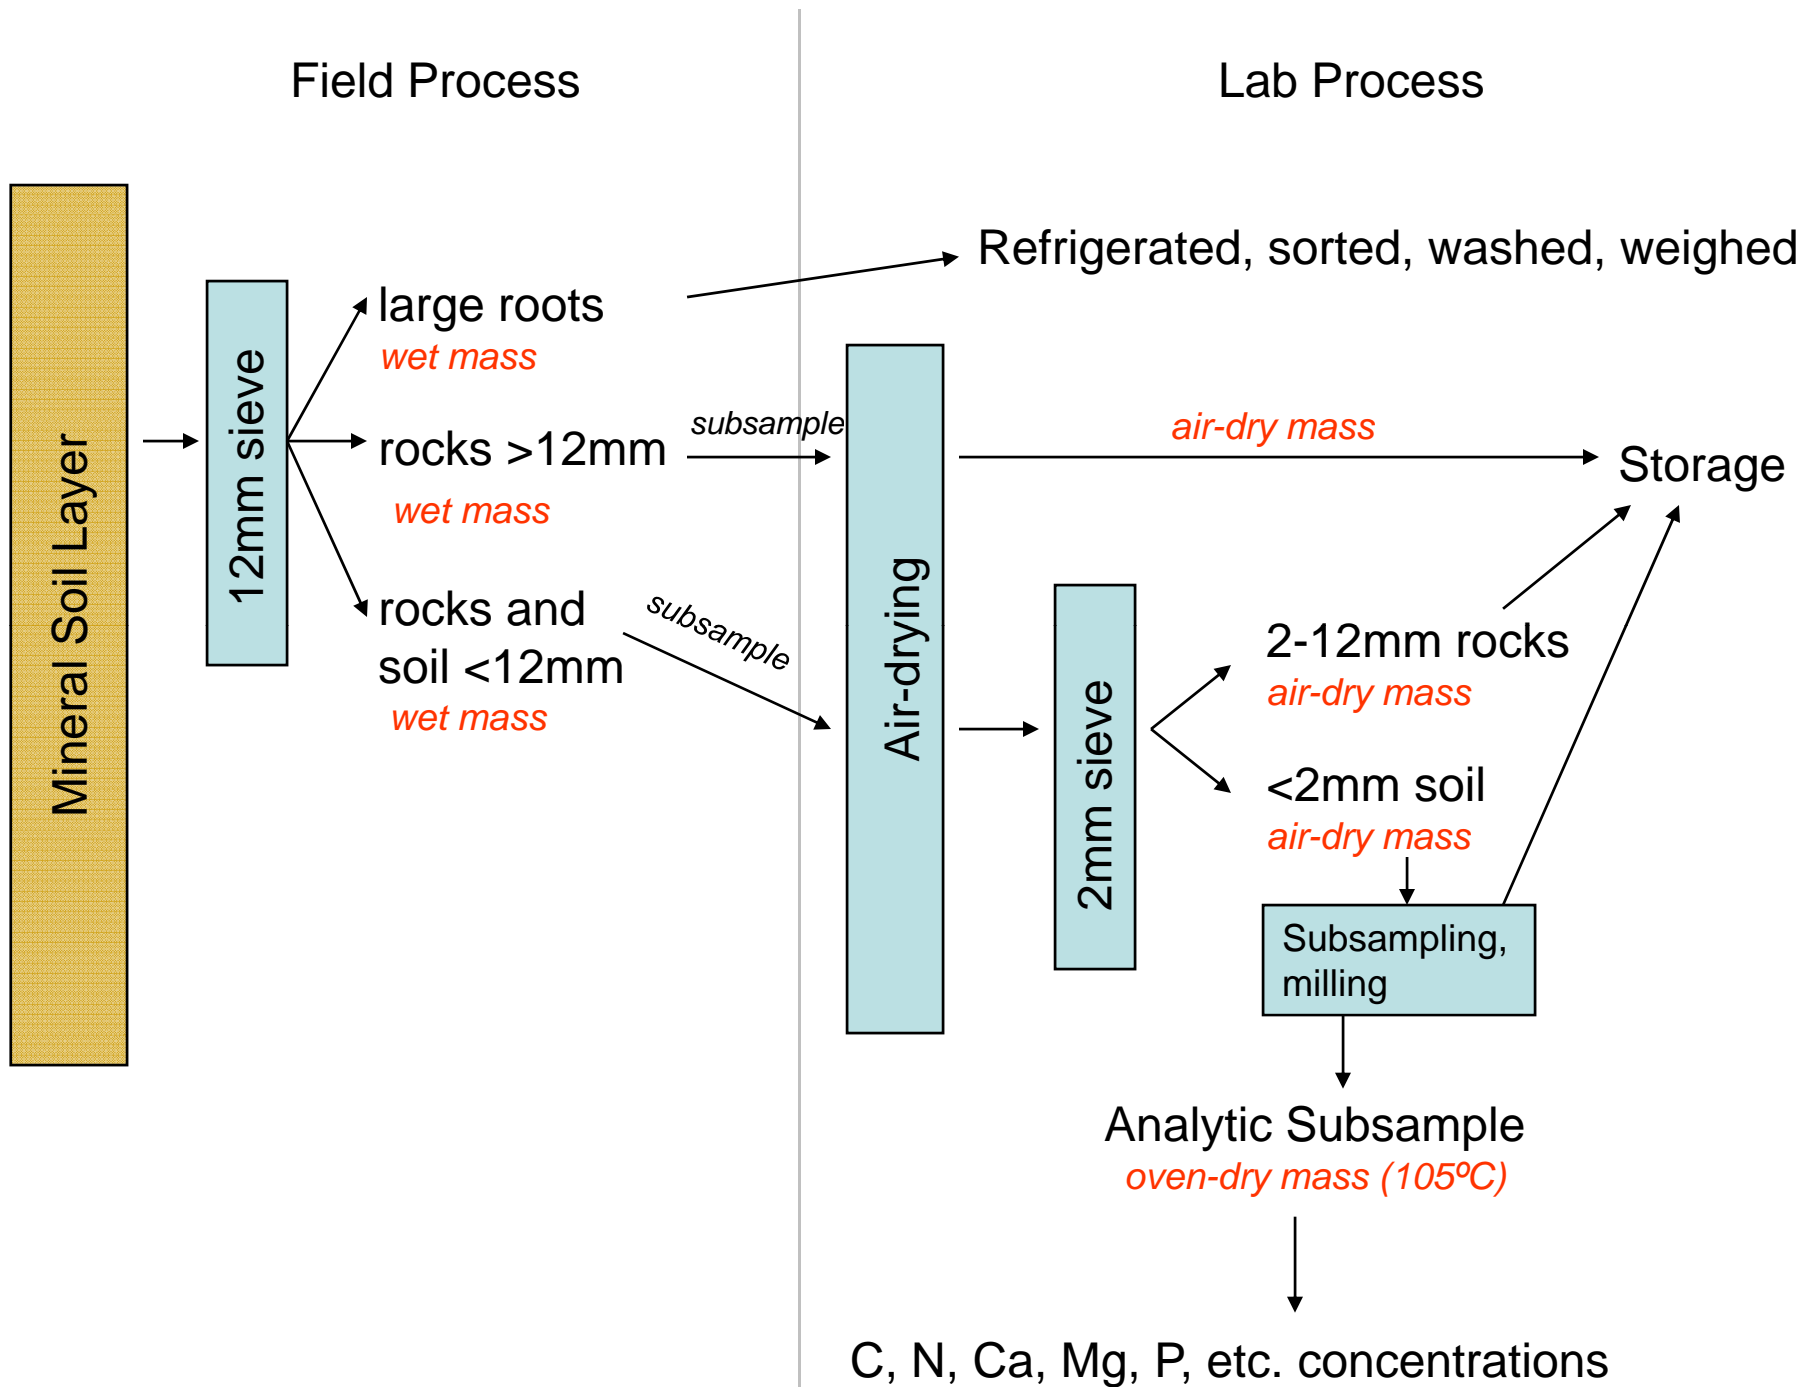 Field Process
Lab Process
Mineral Soil Layer
12mm sieve
large roots
wet mass
rocks >12mm
wet mass
rocks and
soil <12mm
wet mass
subsample
subsample
Refrigerated, sorted, washed, weighed
Air-drying
air-dry mass
Storage
2mm sieve
2-12mm rocks
air-dry mass
<2mm soil
air-dry mass
Subsampling,
milling
Analytic Subsample
oven-dry mass (105ºC)
C, N, Ca, Mg, P, etc. concentrations